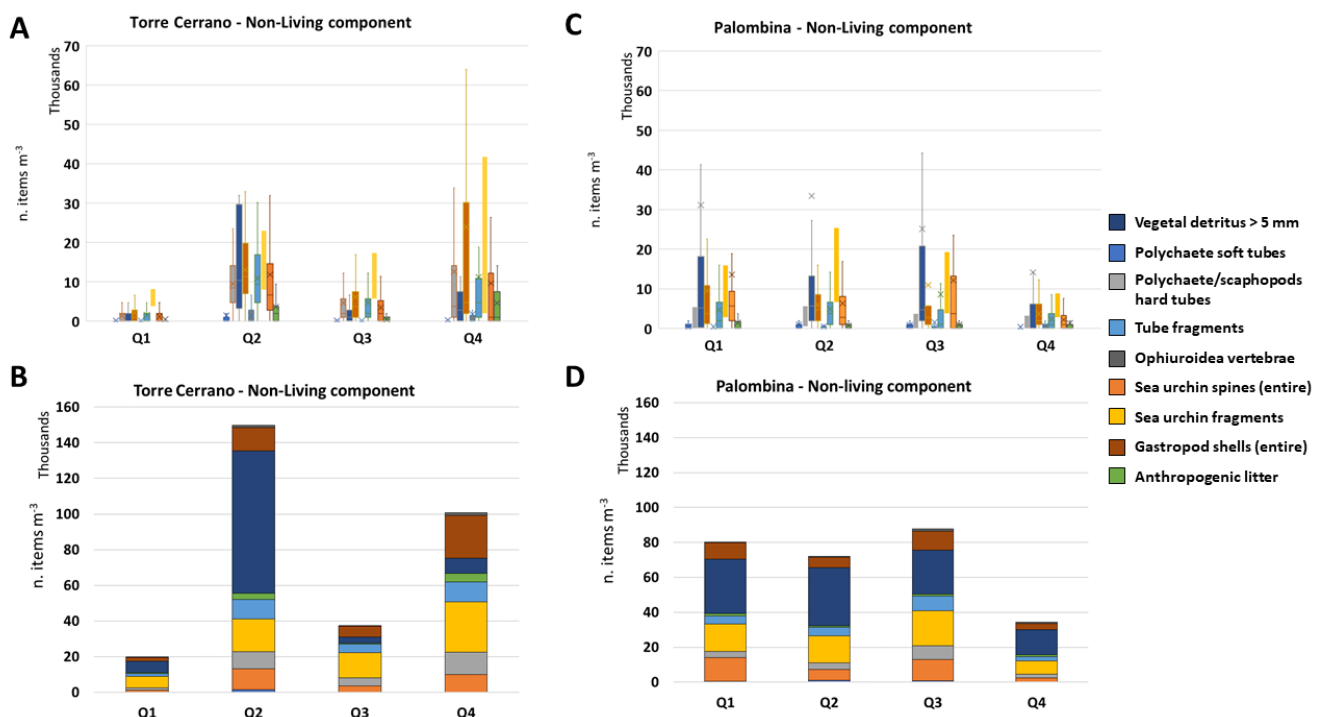 A
Torre Cerrano - Non-Living component
Thousands
n. items m-3
70
60
50
40
30
20
10
0
Q1
Q2
Q3
Q4
B
Torre Cerrano - Non-Living component
Thousands
n. items m-3
160
140
120
100
80
60
40
20
0
Q1
Q2
Q3
Q4
C
Palombina - Non-Living component
Thousands
n. items m-3
70
60
50
40
30
20
10
0
Q1
Q2
Q3
Q4
D
Palombina - Non-living component
Thousands
n. items m-3
160
140
120
100
80
60
40
20
0
Q1
Q2
Q3
Q4
Vegetal detritus > 5 mm
Polychaete soft tubes
Polychaete/scaphopods
hard tubes
Tube fragments
Ophiuroidea vertebrae
Sea urchin spines (entire)
Sea urchin fragments
Gastropod shells (entire)
Anthropogenic litter